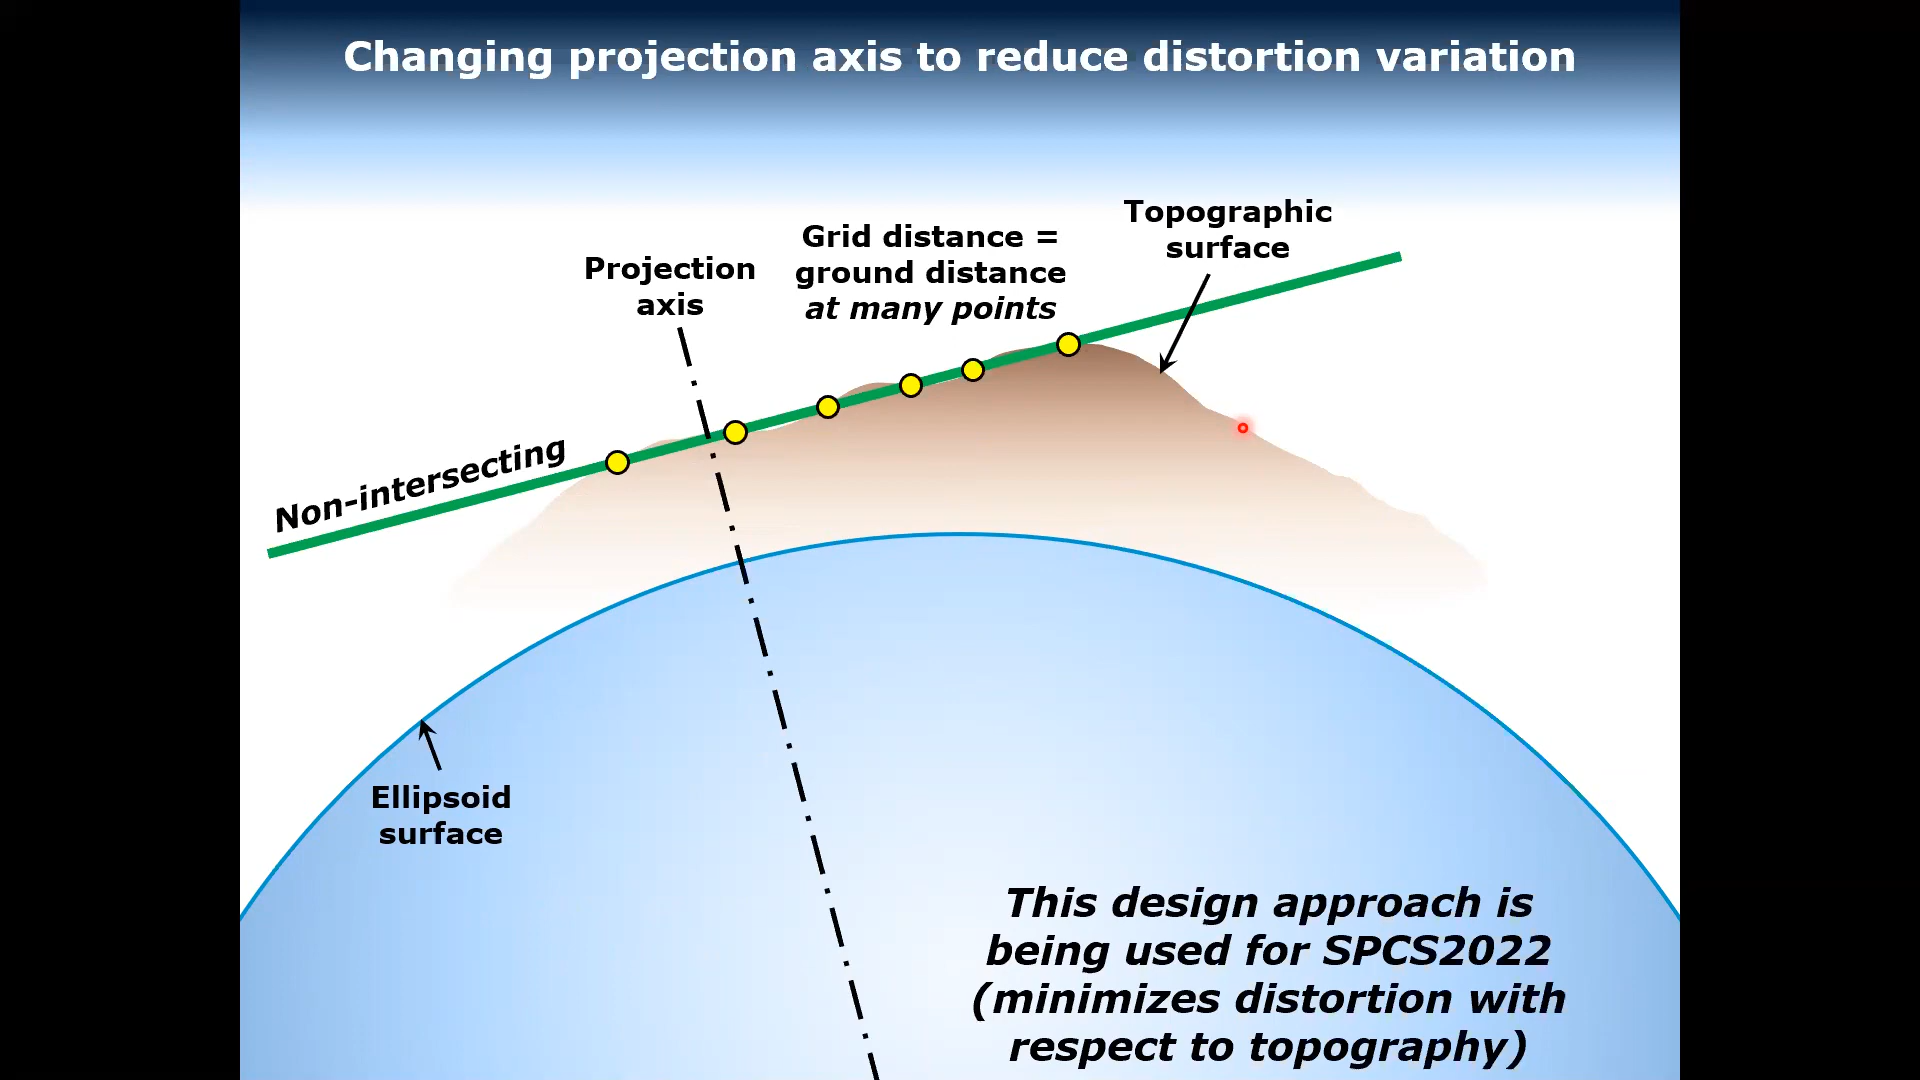 Changing projection axis to reduce distortion variation
Topographic
surface
Grid distance =
ground distance
at many points
Projection
axis
Non-intersecting
Ellipsoid
surface
This design approach is
being used for SPCS2022
(minimizes distortion with
respect to topography)